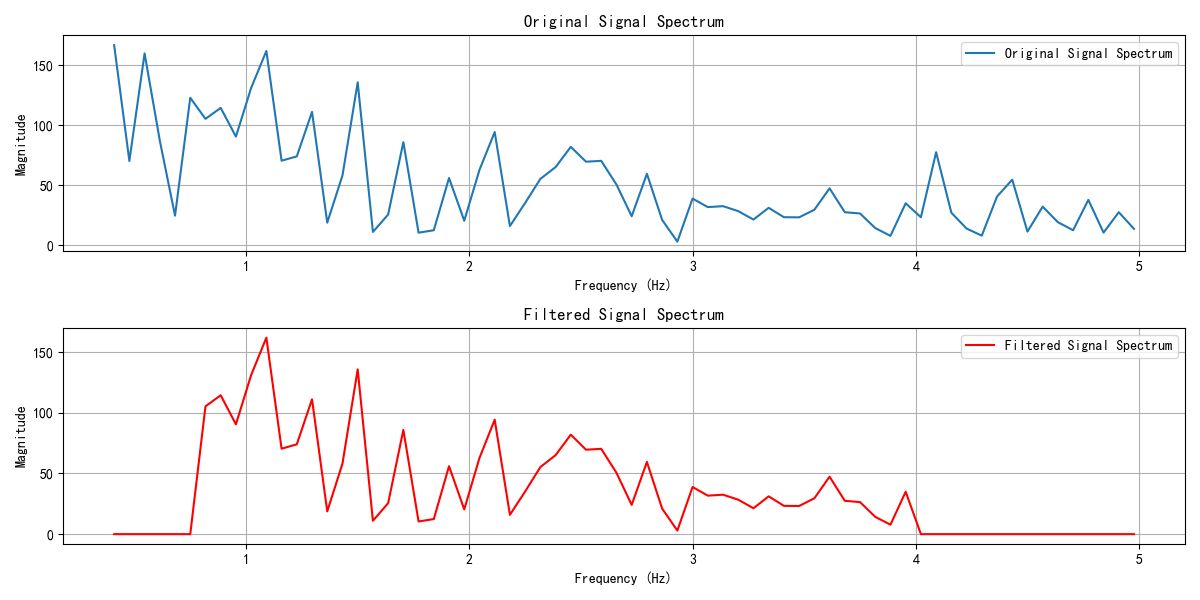 Original Signal Spectrum
Original Signal Spectrum
Magnitude
150
100
50
0
1 2 3 4 5
Frequency (Hz)
Filtered Signal Spectrum
Filtered Signal Spectrum
Magnitude
150
100
50
0
1 2 3 4 5
Frequency (Hz)